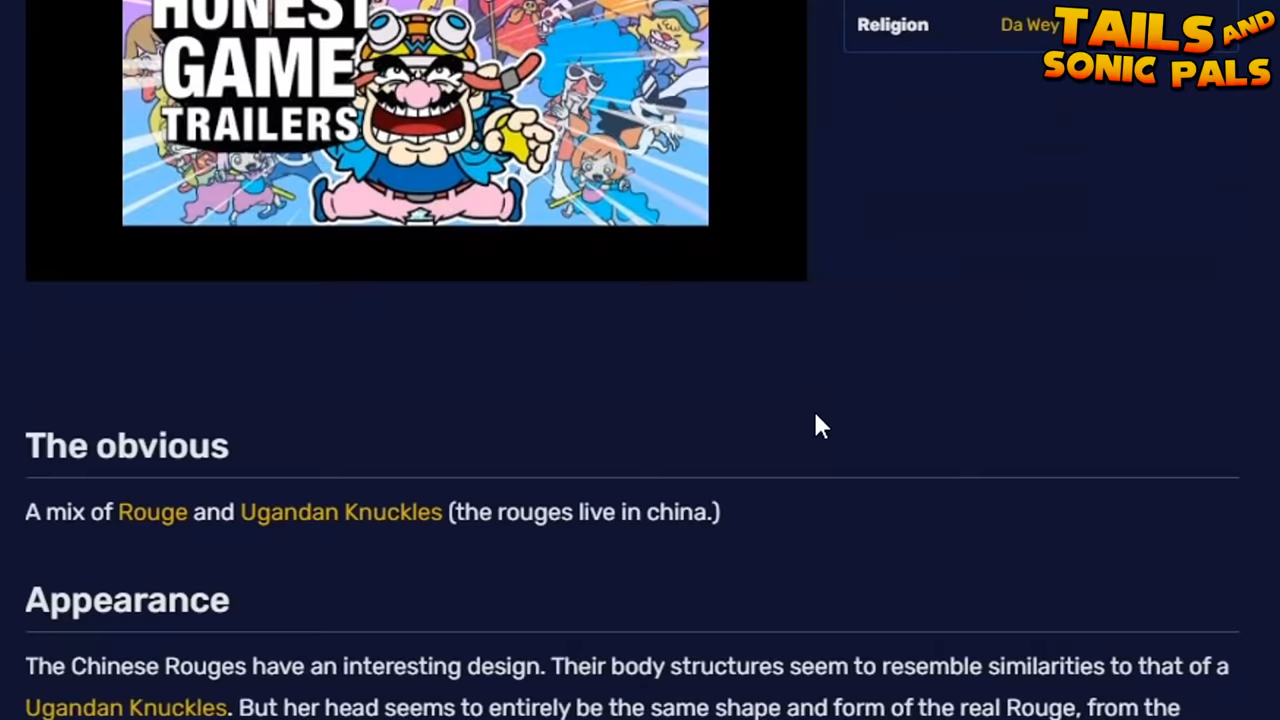 HONEST
GAME
TRAILERS
Religion
Da Wey
TAILS AND
SONIC PALS
The obvious
A mix of Rouge and Ugandan Knuckles (the rouges live in china.)
Appearance
The Chinese Rouges have an interesting design. Their body structures seem to resemble similarities to that of a
Ugandan Knuckles. But her head seems to entirely be the same shape and form of the real Rouge, from the